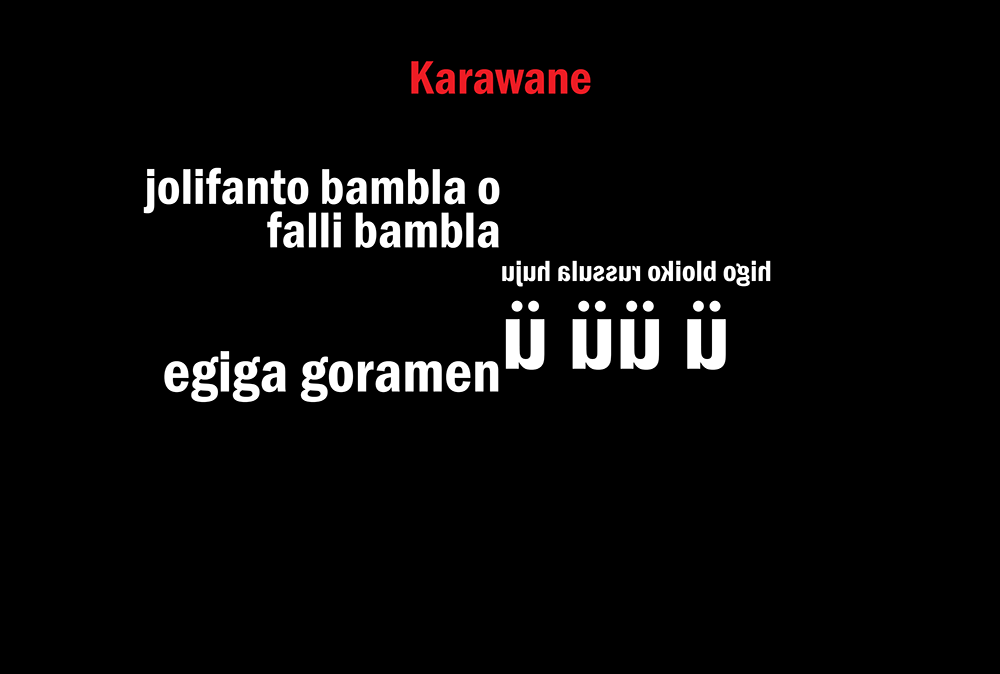 Karawane
jolifanto bambla o
falli bambla
higo bloiko russula huju
ü üü ü
egiga goramen